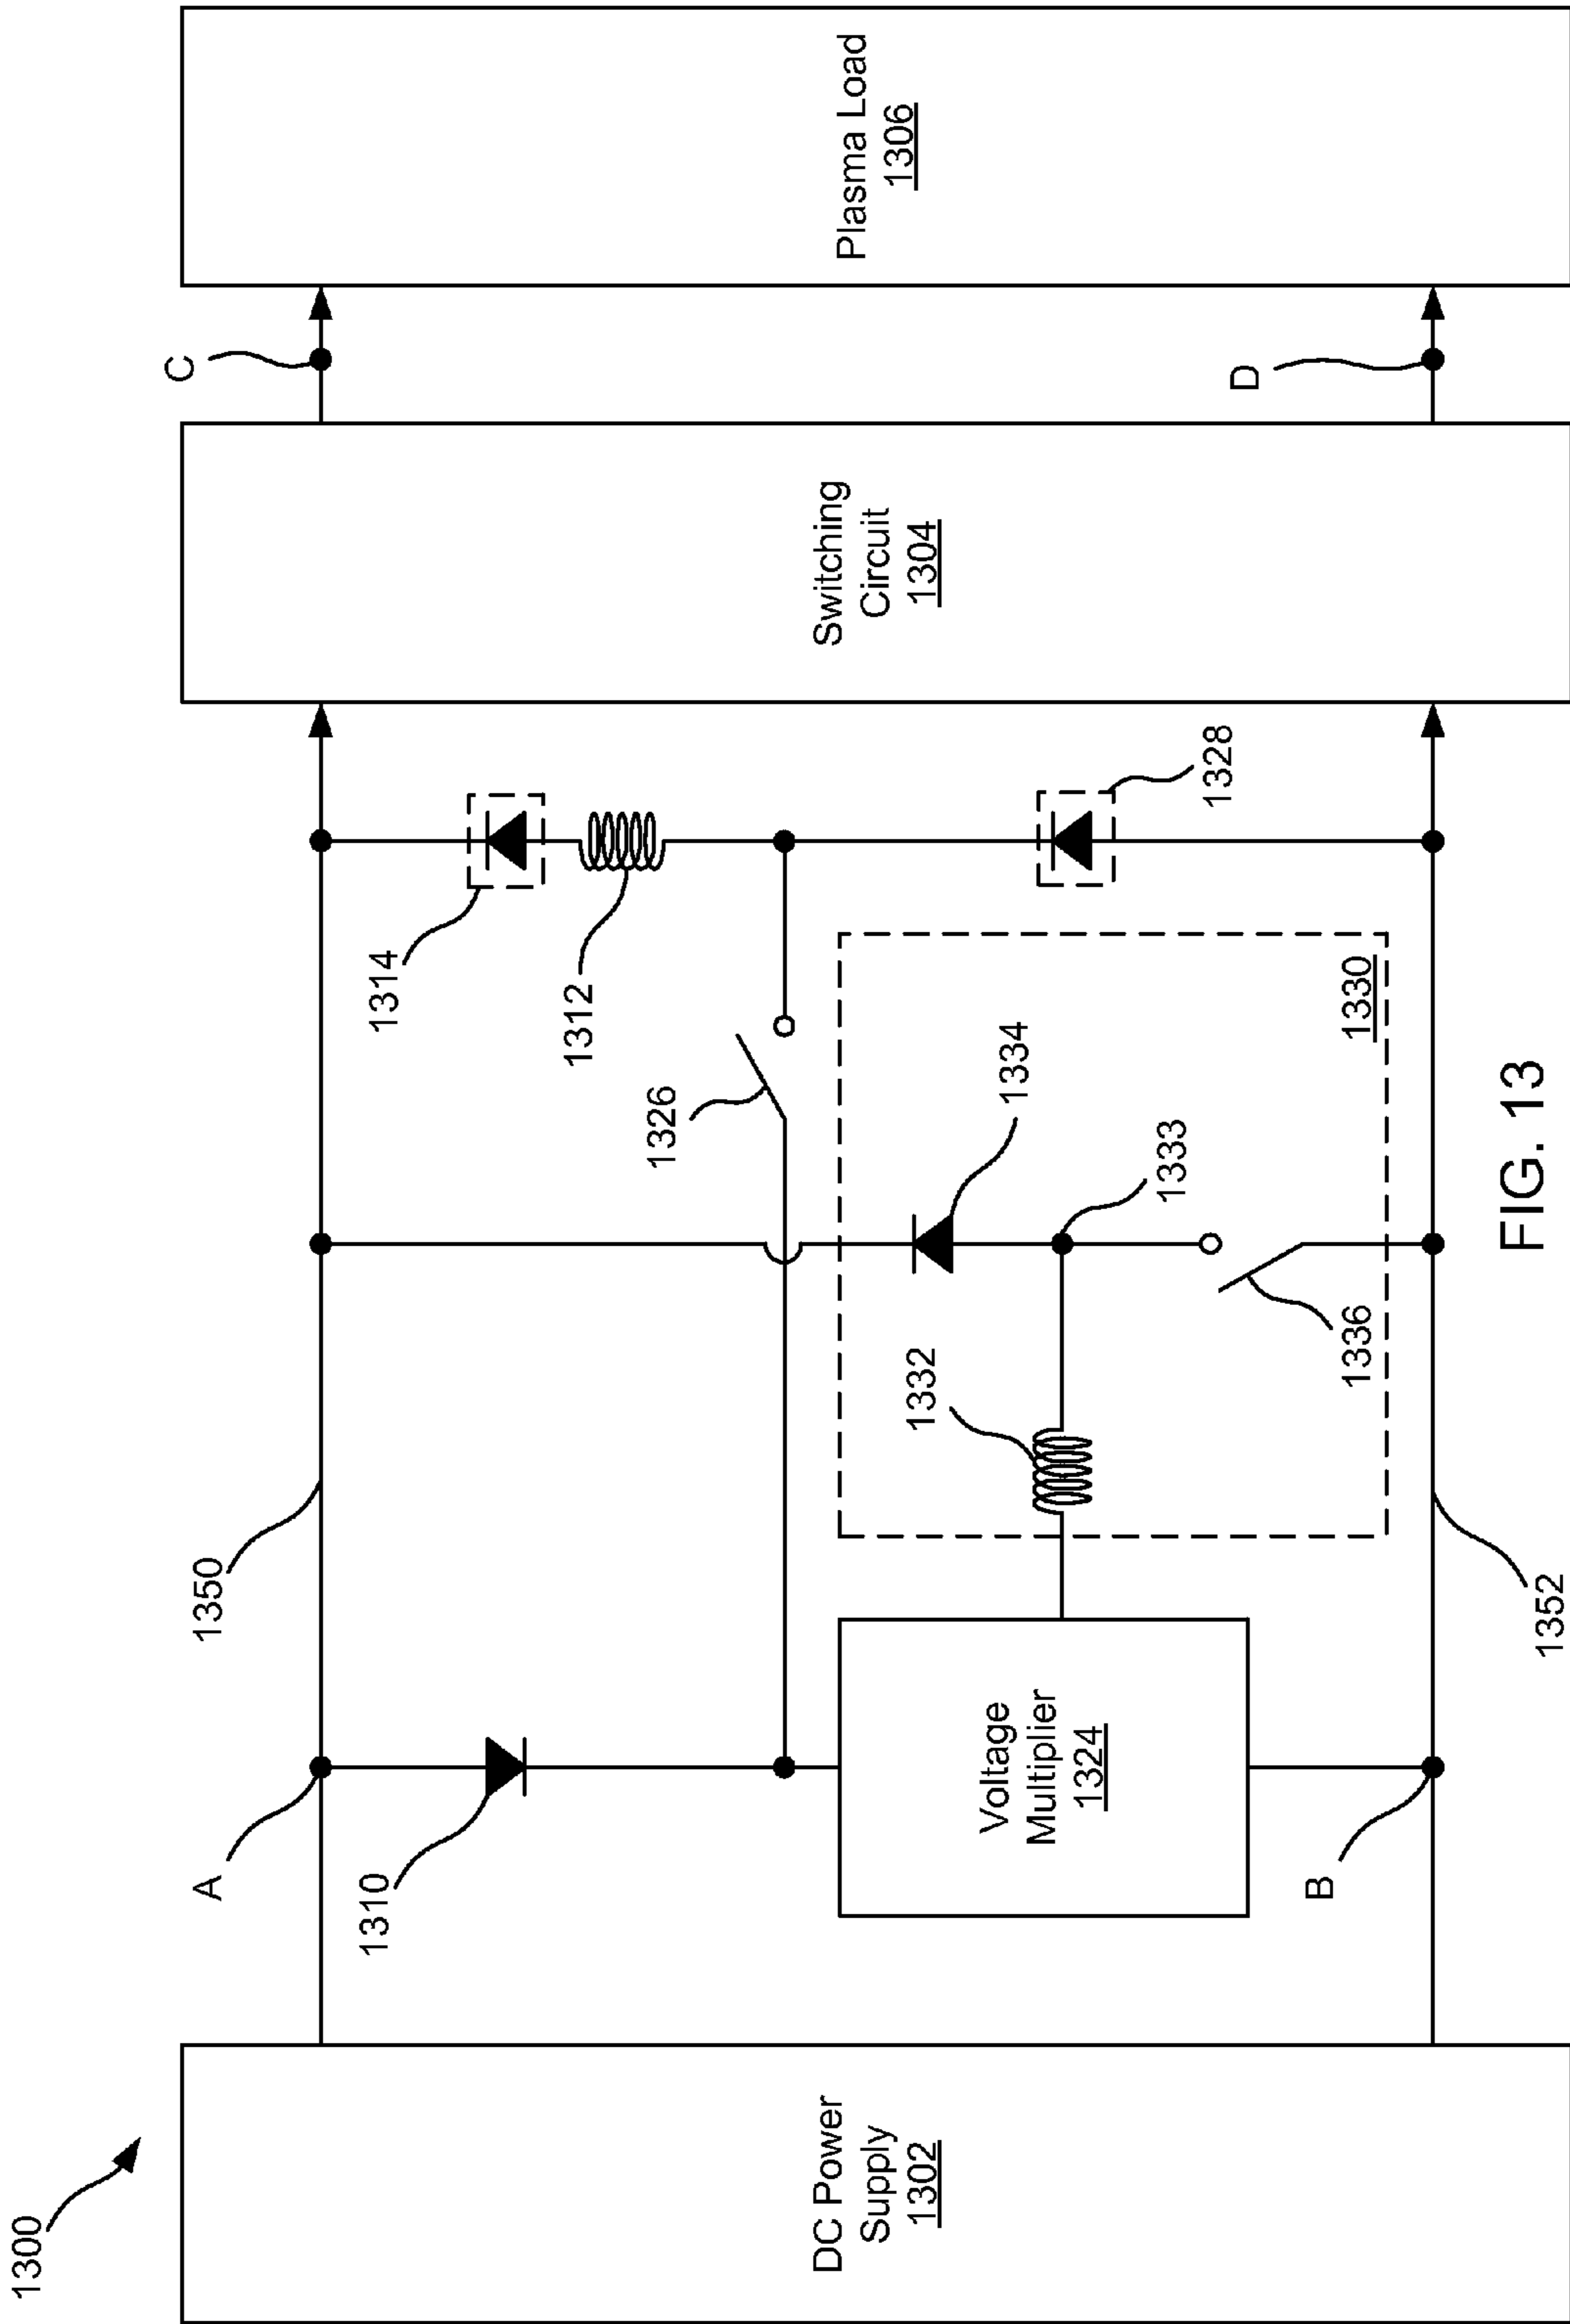 1300
DC Power
Supply
1302
A
1350
1310
Voltage
Multiplier
1324
B
1352
1332
1336
1333
1334
1330
1326
1312
1314
1328
Switching
Circuit
1304
C
D
Plasma Load
1306
FIG. 13